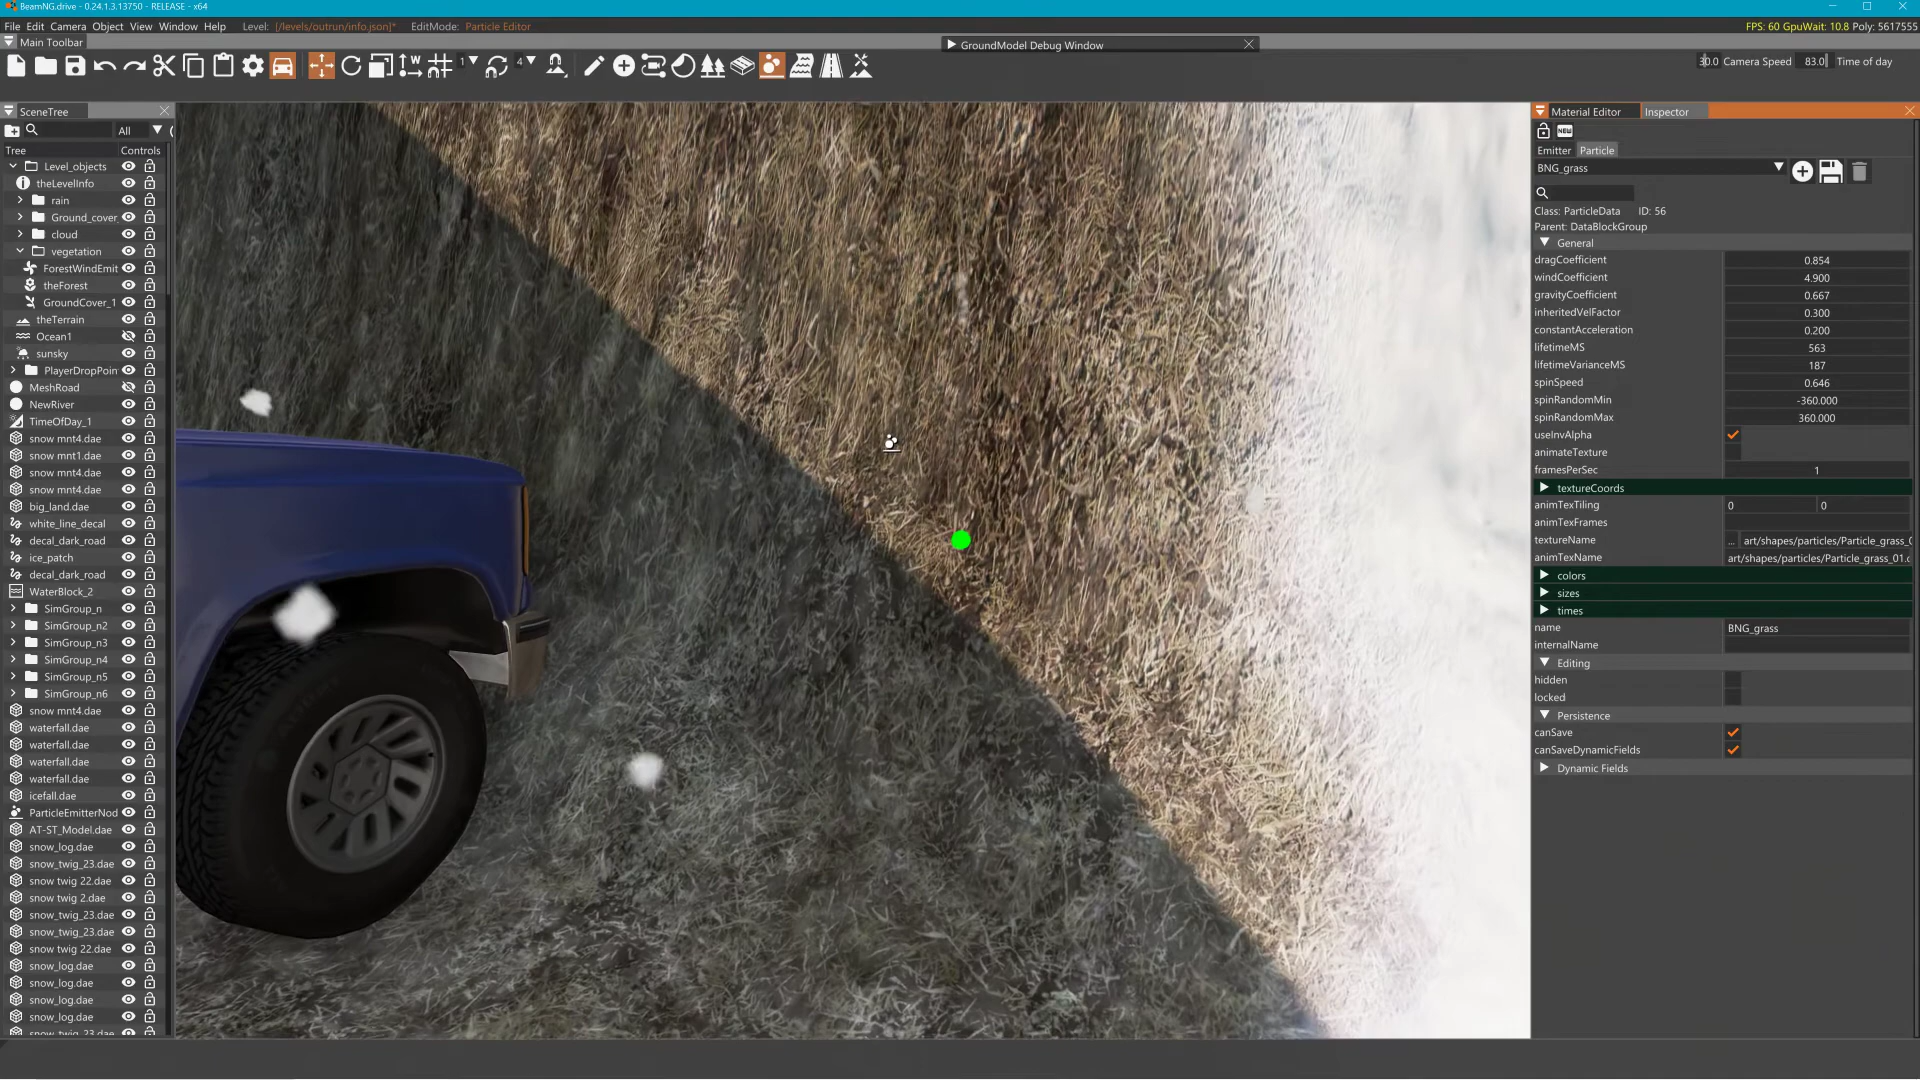 BeamNG.drive - 0.24.1.3.13750 - RELEASE - x64
File Edit Camera Object View Window Help Level: [/levels/outrun/info.json]* EditMode: Particle Editor
FPS: 60 GpuWait: 10.8 Poly: 5617555
Main Toolbar
GroundModel Debug Window
1
4
30.0 Camera Speed 83.0 Time of day
SceneTree
All
Tree Controls
Level_objects
theLevelInfo
rain
Ground_cover
cloud
vegetation
ForestWindEmit
theForest
GroundCover_1
theTerrain
Ocean1
sunsky
PlayerDropPoin
MeshRoad
NewRiver
TimeOfDay_1
snow mnt4.dae
snow mnt1.dae
snow mnt4.dae
snow mnt4.dae
big_land.dae
white_line_decal
decal_dark_road
ice_patch
decal_dark_road
WaterBlock_2
SimGroup_n
SimGroup_n2
SimGroup_n3
SimGroup_n4
SimGroup_n5
SimGroup_n6
snow mnt4.dae
waterfall.dae
waterfall.dae
waterfall.dae
waterfall.dae
icefall.dae
ParticleEmitterNod
AT-ST_Model.dae
snow_log.dae
snow_twig_23.dae
snow twig 22.dae
snow twig 2.dae
snow_twig_23.dae
snow_twig_23.dae
snow twig 22.dae
snow_log.dae
snow_log.dae
snow_log.dae
snow_log.dae
snow_twig_23.dae
Material Editor Inspector
NEW
Emitter Particle
BNG_grass
Class: ParticleData ID: 56
Parent: DataBlockGroup
General
dragCoefficient 0.854
windCoefficient 4.900
gravityCoefficient 0.667
inheritedVelFactor 0.300
constantAcceleration 0.200
lifetimeMS 563
lifetimeVarianceMS 187
spinSpeed 0.646
spinRandomMin -360.000
spinRandomMax 360.000
useInvAlpha
animateTexture
framesPerSec 1
textureCoords
animTexTiling 0 0
animTexFrames
textureName ... art/shapes/particles/Particle_grass_0
animTexName art/shapes/particles/Particle_grass_01.d
colors
sizes
times
name BNG_grass
internalName
Editing
hidden
locked
Persistence
canSave
canSaveDynamicFields
Dynamic Fields